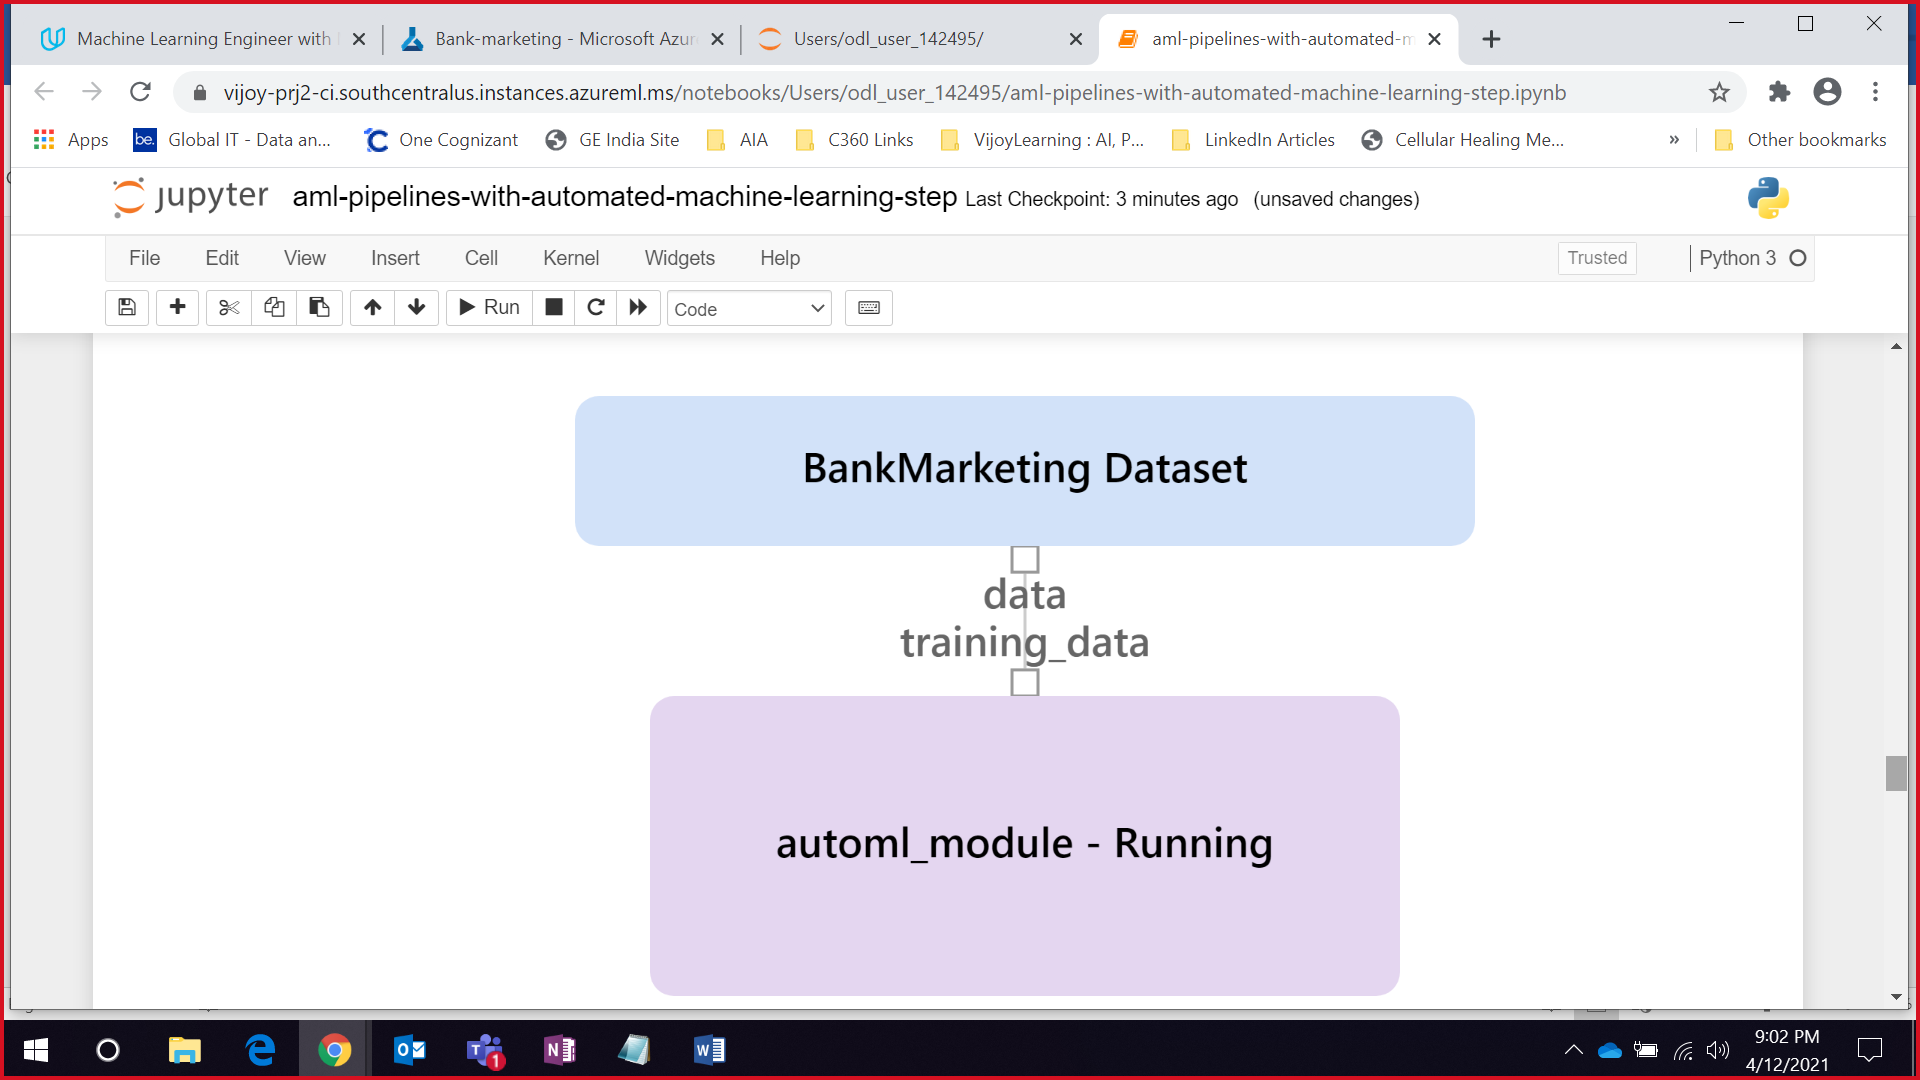 Machine Learning Engineer with
Bank-marketing - Microsoft Azur
Users/odl_user_142495/
aml-pipelines-with-automated-m
vijoy-prj2-ci.southcentralus.instances.azureml.ms/notebooks/Users/odl_user_142495/aml-pipelines-with-automated-machine-learning-step.ipynb
Apps
be.
Global IT - Data an...
One Cognizant
GE India Site
AIA
C360 Links
VijoyLearning : AI, P...
LinkedIn Articles
Cellular Healing Me...
»
Other bookmarks
jupyter aml-pipelines-with-automated-machine-learning-step Last Checkpoint: 3 minutes ago (unsaved changes)
File Edit View Insert Cell Kernel Widgets Help
Trusted
Python 3
Run
Code
BankMarketing Dataset
data
training_data
automl_module - Running
1
9:02 PM
4/12/2021